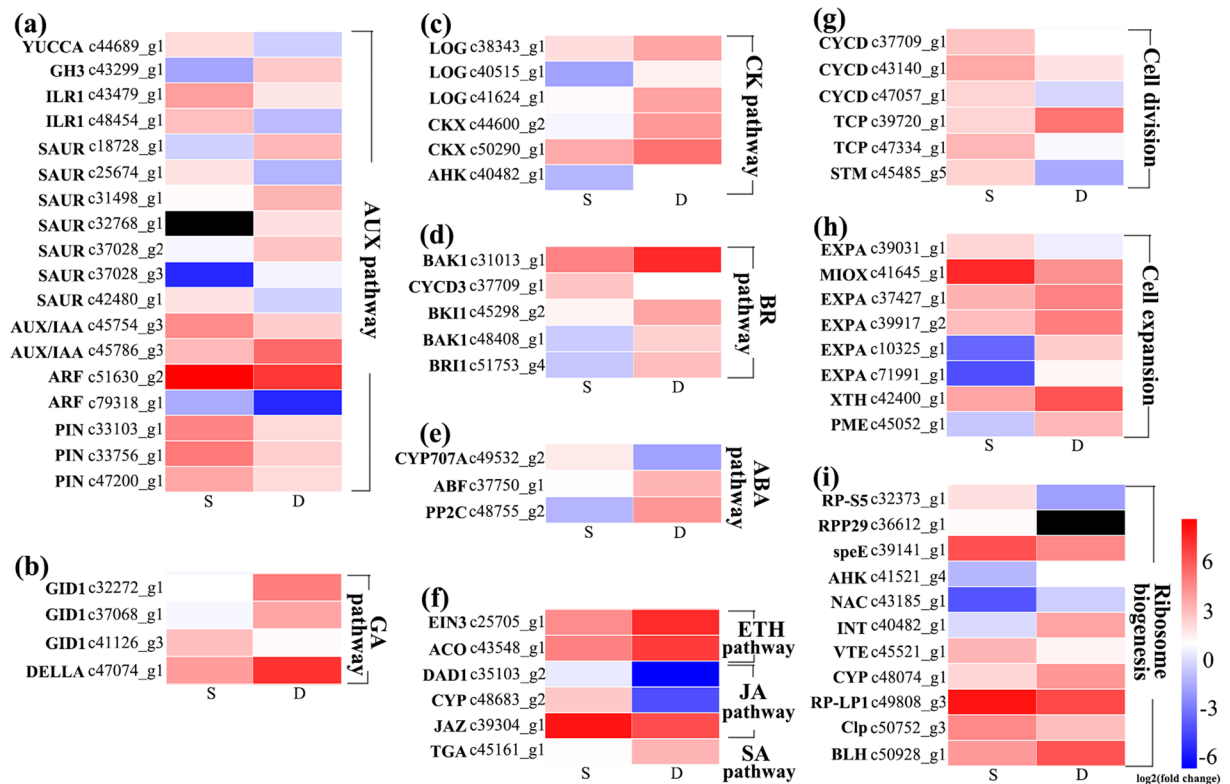 (a)
YUCCA c44689_g1
GH3 c43299_g1
ILR1 c43479_g1
ILR1 c48454_g1
SAUR c18728_g1
SAUR c25674_g1
SAUR c31498_g1
SAUR c32768_g1
SAUR c37028_g2
SAUR c37028_g3
SAUR c42480_g1
AUX/IAA c45754_g3
AUX/IAA c45786_g3
ARF c51630_g2
ARF c79318_g1
PIN c33103_g1
PIN c33756_g1
PIN c47200_g1
S D
AUX pathway
(b)
GID1 c32272_g1
GID1 c37068_g1
GID1 c41126_g3
DELLA c47074_g1
S D
GA
pathway
(c)
LOG c38343_g1
LOG c40515_g1
LOG c41624_g1
CKX c44600_g2
CKX c50290_g1
AHK c40482_g1
S D
CK pathway
(d)
BAK1 c31013_g1
CYCD3 c37709_g1
BKI1 c45298_g2
BAK1 c48408_g1
BRI1 c51753_g4
S D
BR
pathway
(e)
CYP707A c49532_g2
ABF c37750_g1
PP2C c48755_g2
S D
ABA
pathway
(f)
EIN3 c25705_g1
ACO c43548_g1
DAD1 c35103_g2
CYP c48683_g2
JAZ c39304_g1
TGA c45161_g1
S D
ETH
pathway
JA
pathway
SA
pathway
(g)
CYCD c37709_g1
CYCD c43140_g1
CYCD c47057_g1
TCP c39720_g1
TCP c47334_g1
STM c45485_g5
S D
Cell division
(h)
EXPA c39031_g1
MIOX c41645_g1
EXPA c37427_g1
EXPA c39917_g2
EXPA c10325_g1
EXPA c71991_g1
XTH c42400_g1
PME c45052_g1
S D
Cell expansion
(i)
RP-S5 c32373_g1
RPP29 c36612_g1
speE c39141_g1
AHK c41521_g4
NAC c43185_g1
INT c40482_g1
VTE c45521_g1
CYP c48074_g1
RP-LP1 c49808_g3
Clp c50752_g3
BLH c50928_g1
S D
Ribosome
biogenesis
6
3
0
-3
-6
log2(fold change)